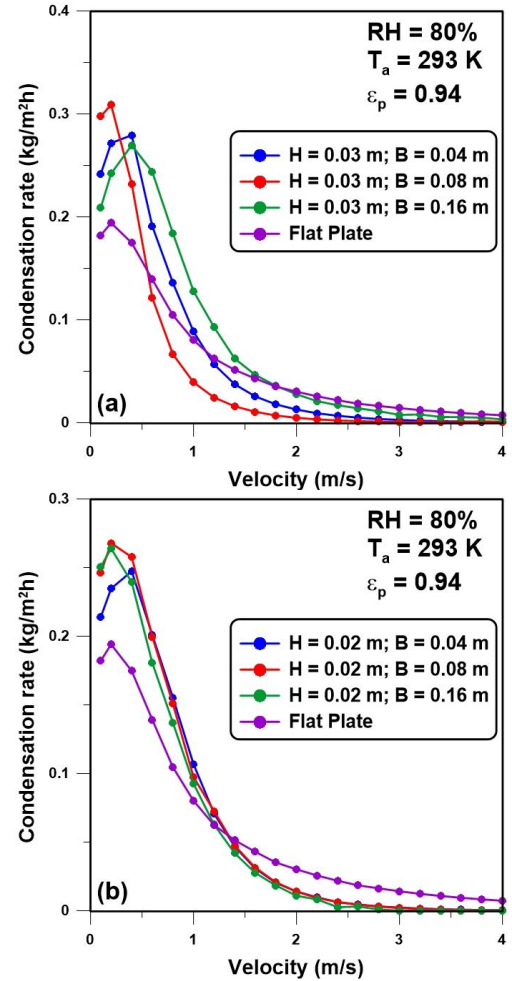 0.4
RH = 80%
Tₐ = 293 K
εₚ = 0.94
0.3
H = 0.03 m; B = 0.04 m
H = 0.03 m; B = 0.08 m
H = 0.03 m; B = 0.16 m
Flat Plate
0.2
0.1
0
Condensation rate (kg/m²h)
(a)
0 1 2 3 4
Velocity (m/s)
0.3
RH = 80%
Tₐ = 293 K
εₚ = 0.94
0.2
H = 0.02 m; B = 0.04 m
H = 0.02 m; B = 0.08 m
H = 0.02 m; B = 0.16 m
Flat Plate
0.1
0
Condensation rate (kg/m²h)
(b)
0 1 2 3 4
Velocity (m/s)